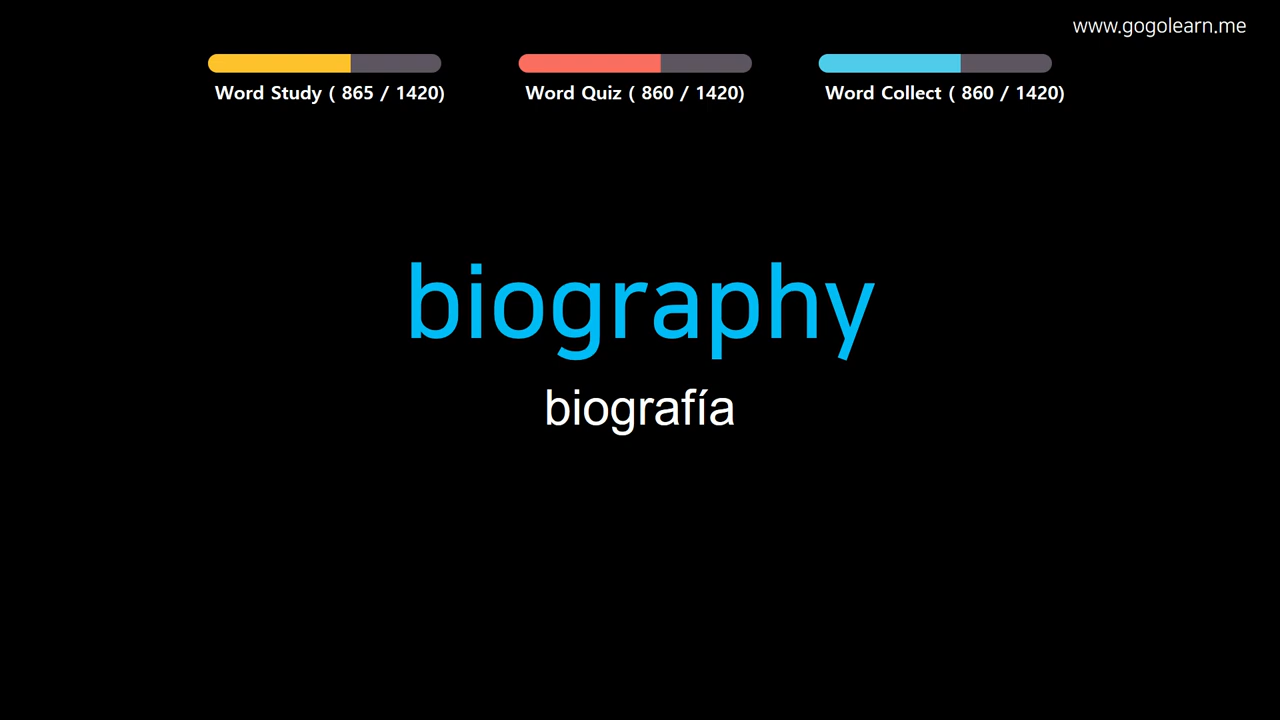 www.gogolearn.me
Word Study ( 865 / 1420)
Word Quiz ( 860 / 1420)
Word Collect ( 860 / 1420)
biography
biografía